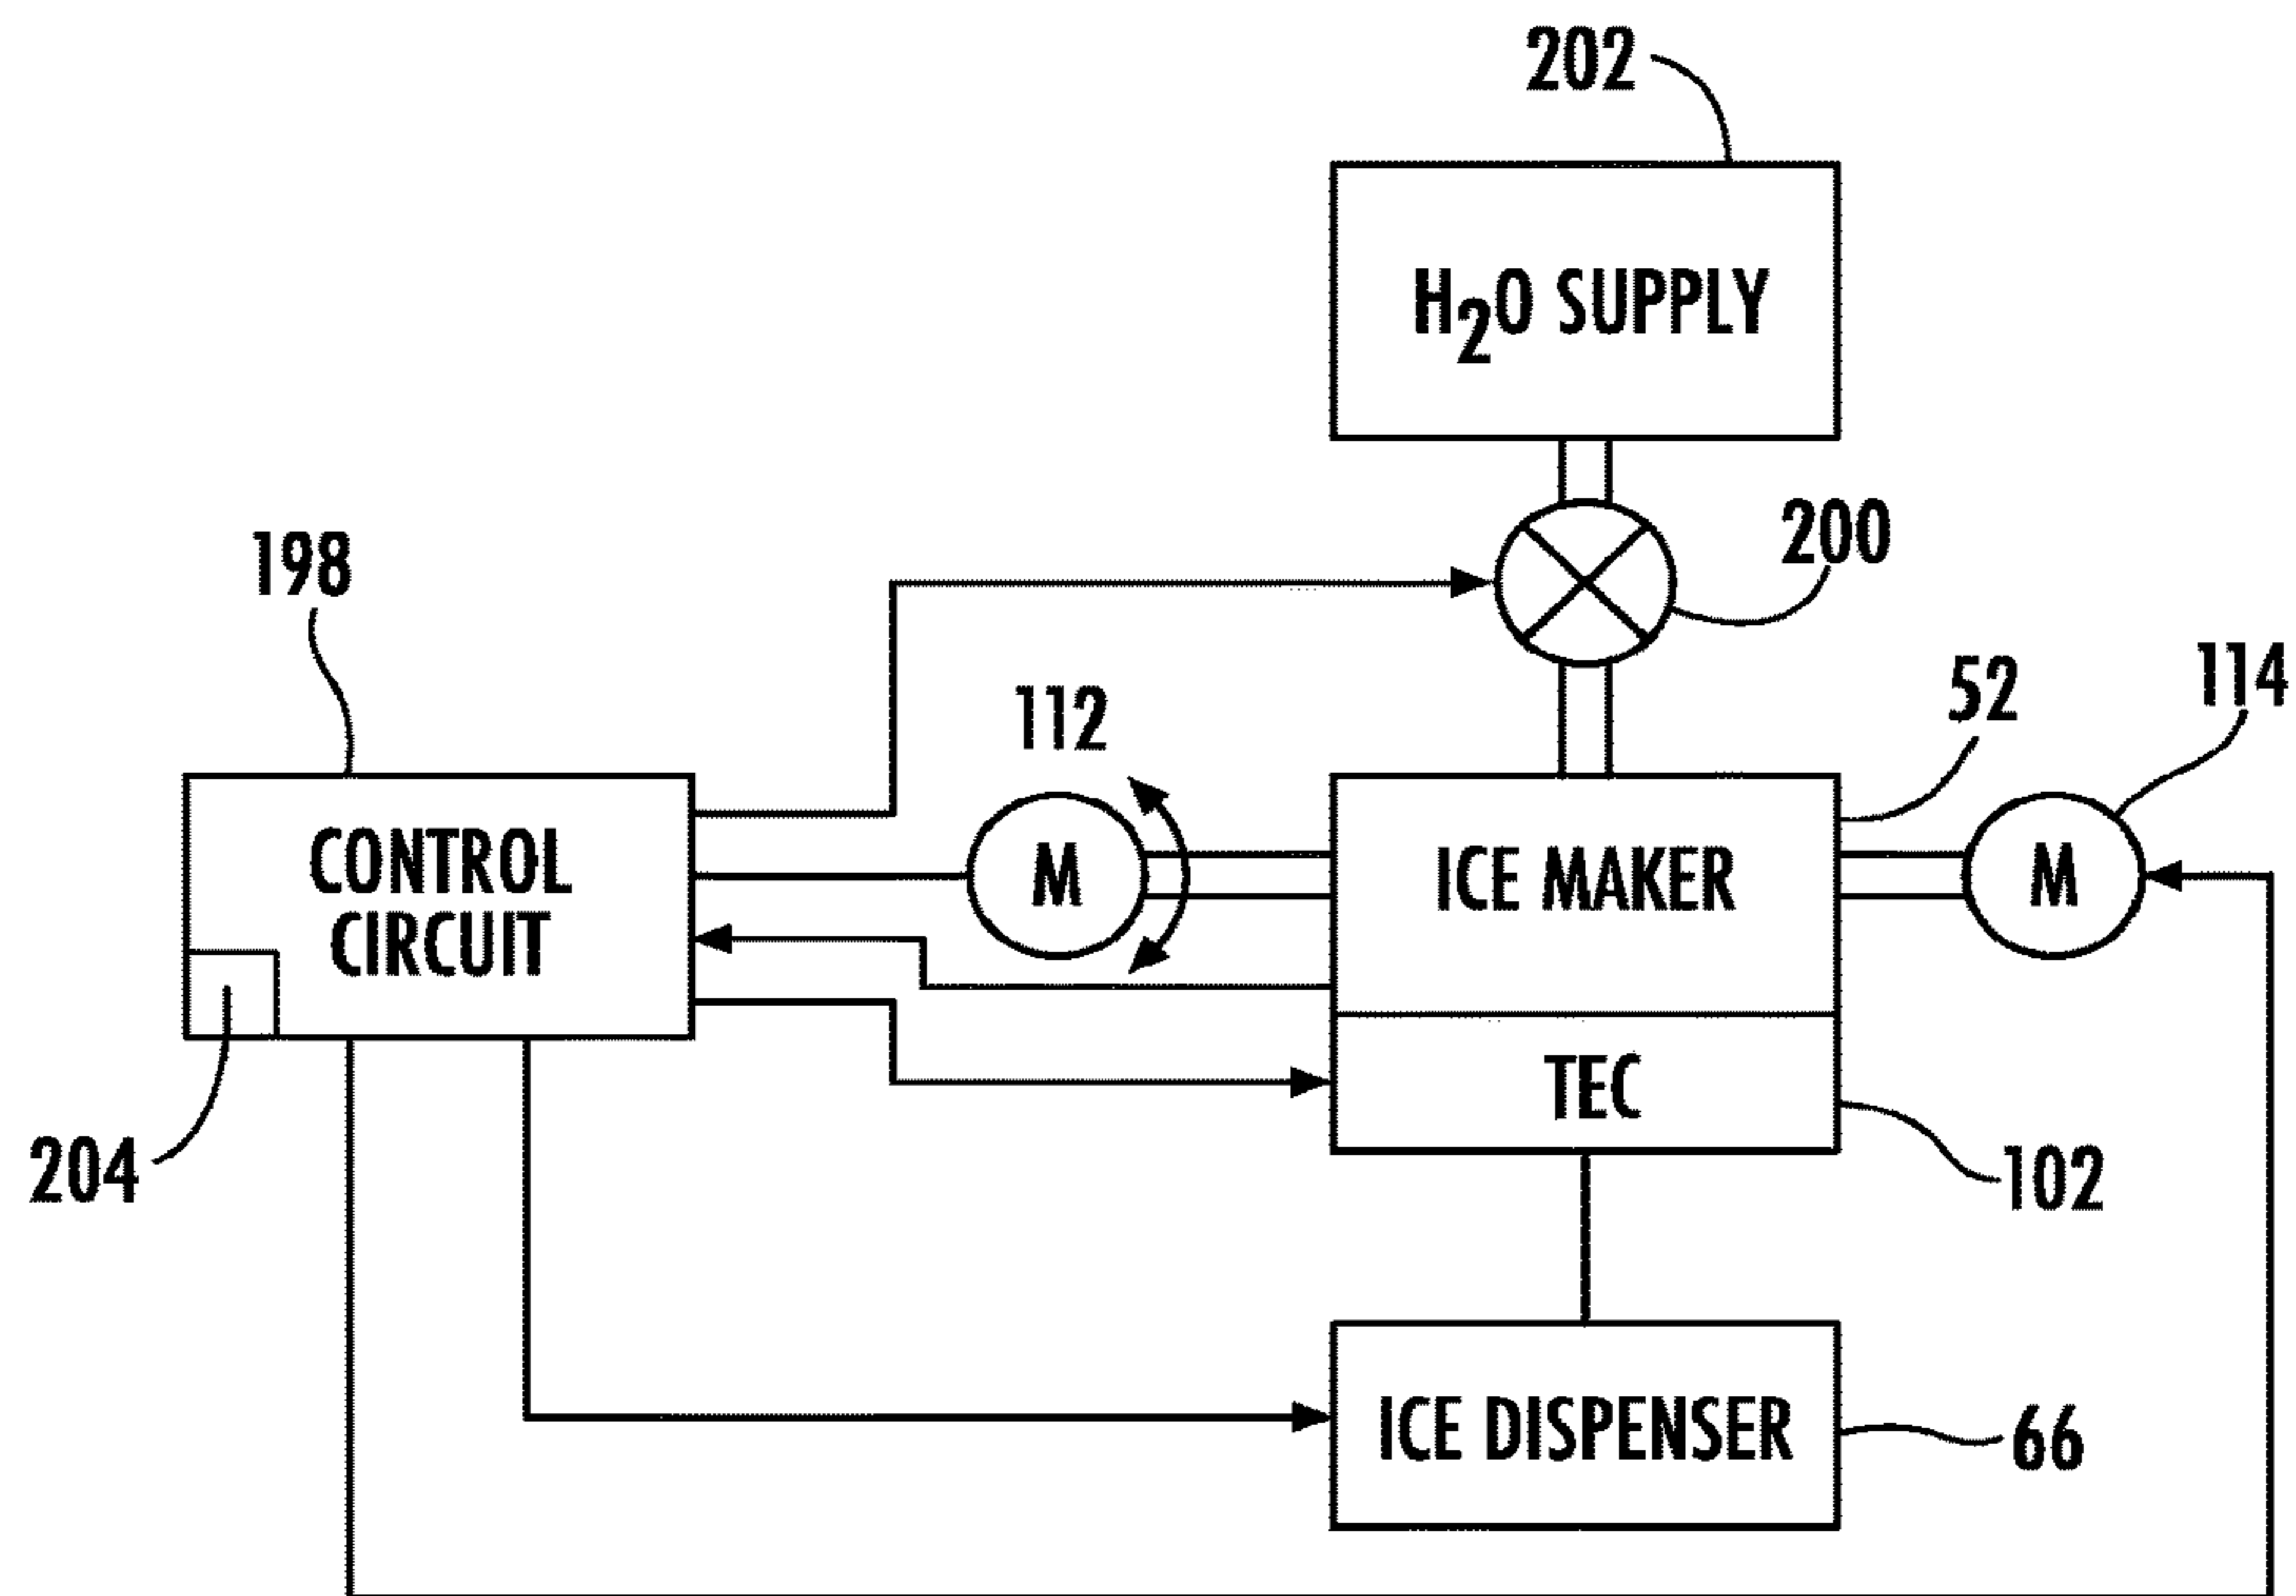 202
H₂O SUPPLY
200
198
52
114
112
CONTROL
CIRCUIT
M
ICE MAKER
M
TEC
204
102
ICE DISPENSER
66